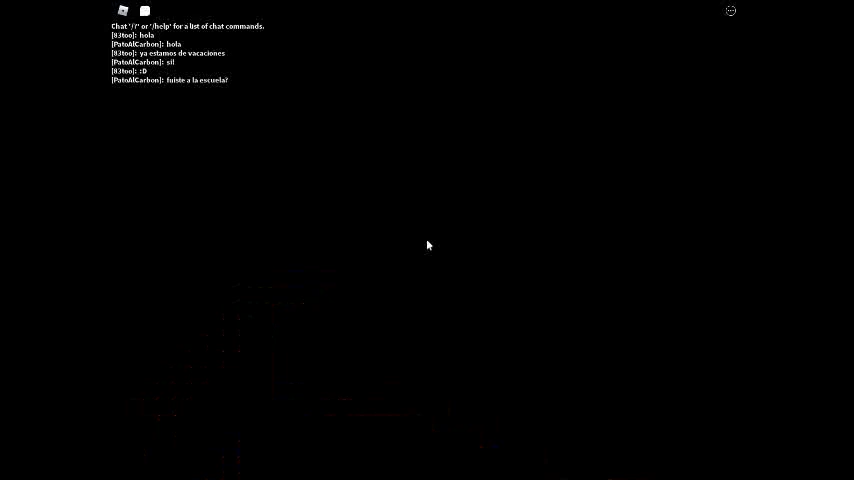 Chat '/?' or '/help' for a list of chat commands.
[83too]: hola
[PatoAlCarbon]: hola
[83too]: ya estamos de vacaciones
[PatoAlCarbon]: si!
[83too]: :D
[PatoAlCarbon]: fuiste a la escuela?